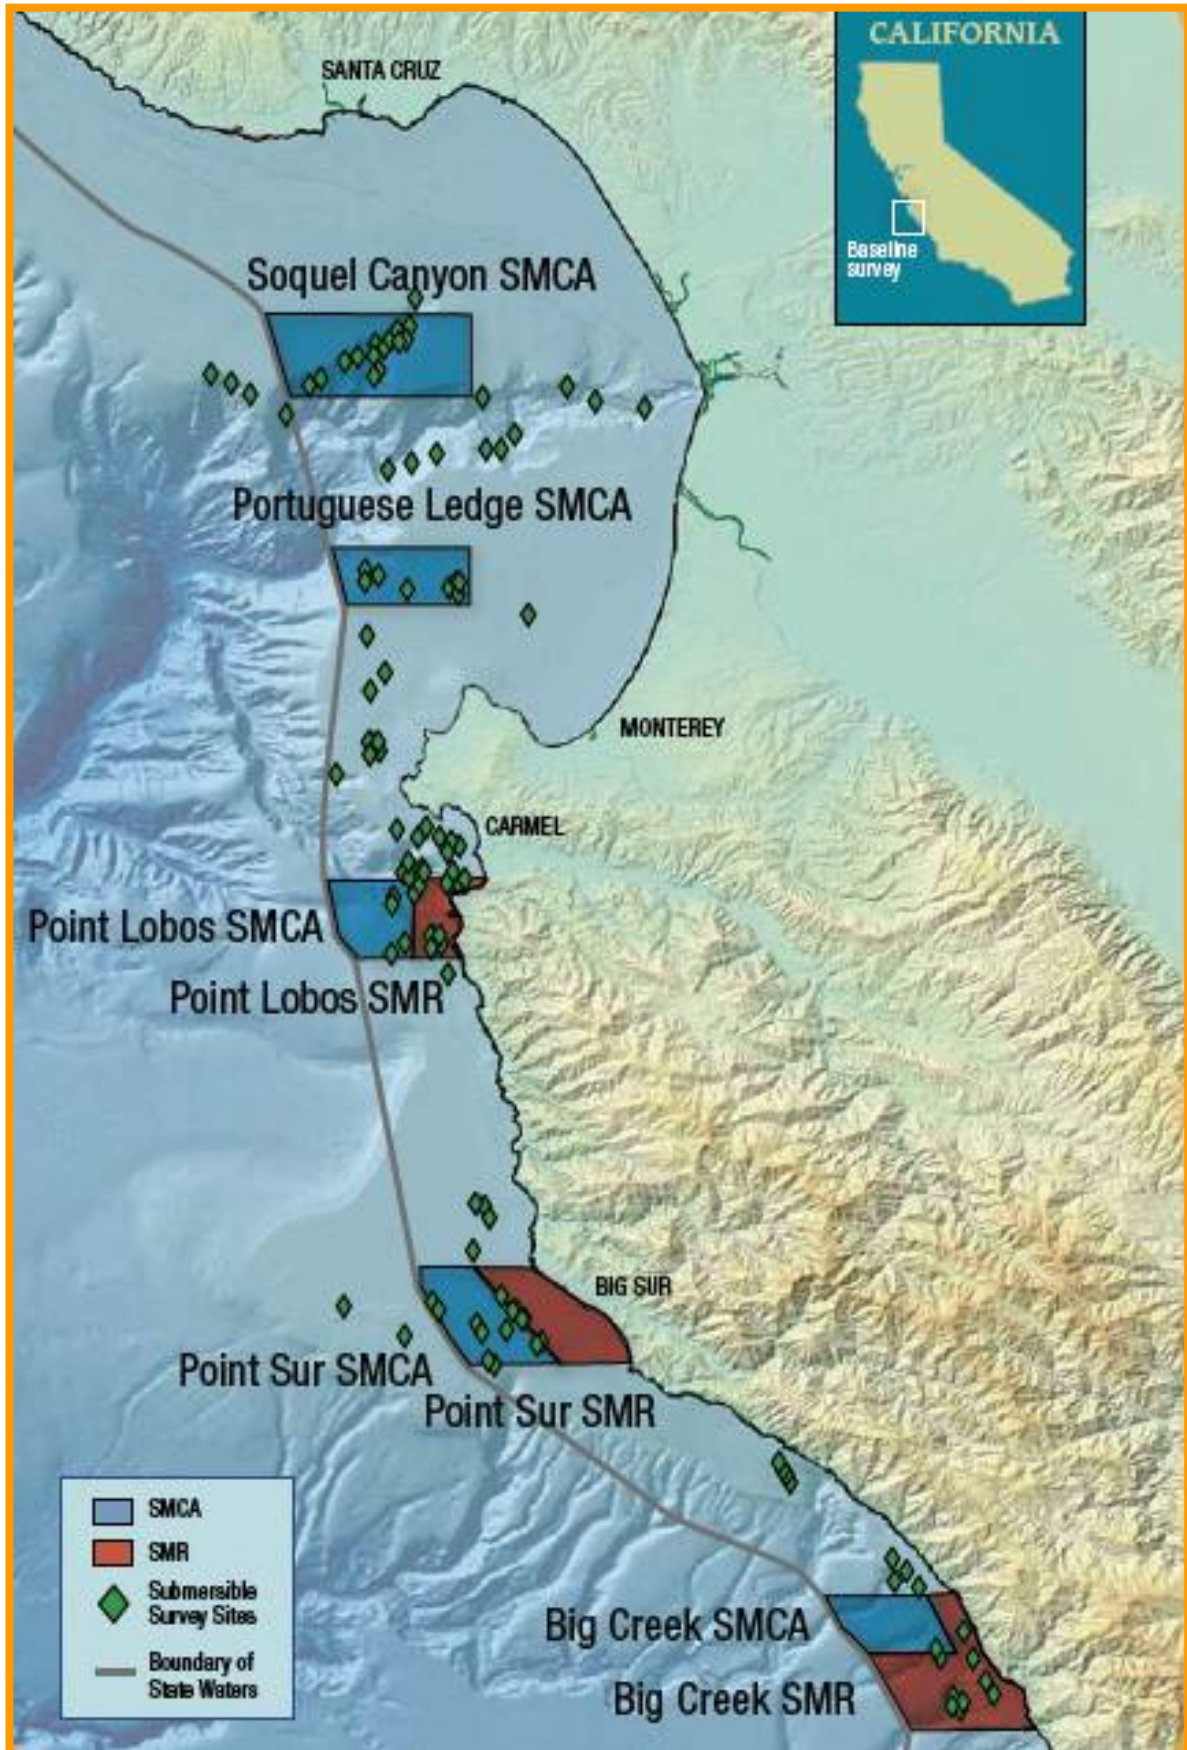 CALIFORNIA
Baseline
survey
SANTA CRUZ
Soquel Canyon SMCA
Portuguese Ledge SMCA
MONTEREY
CARMEL
Point Lobos SMCA
Point Lobos SMR
BIG SUR
Point Sur SMCA
Point Sur SMR
Big Creek SMCA
Big Creek SMR
SMCA
SMR
Submersible
Survey Sites
Boundary of
State Waters